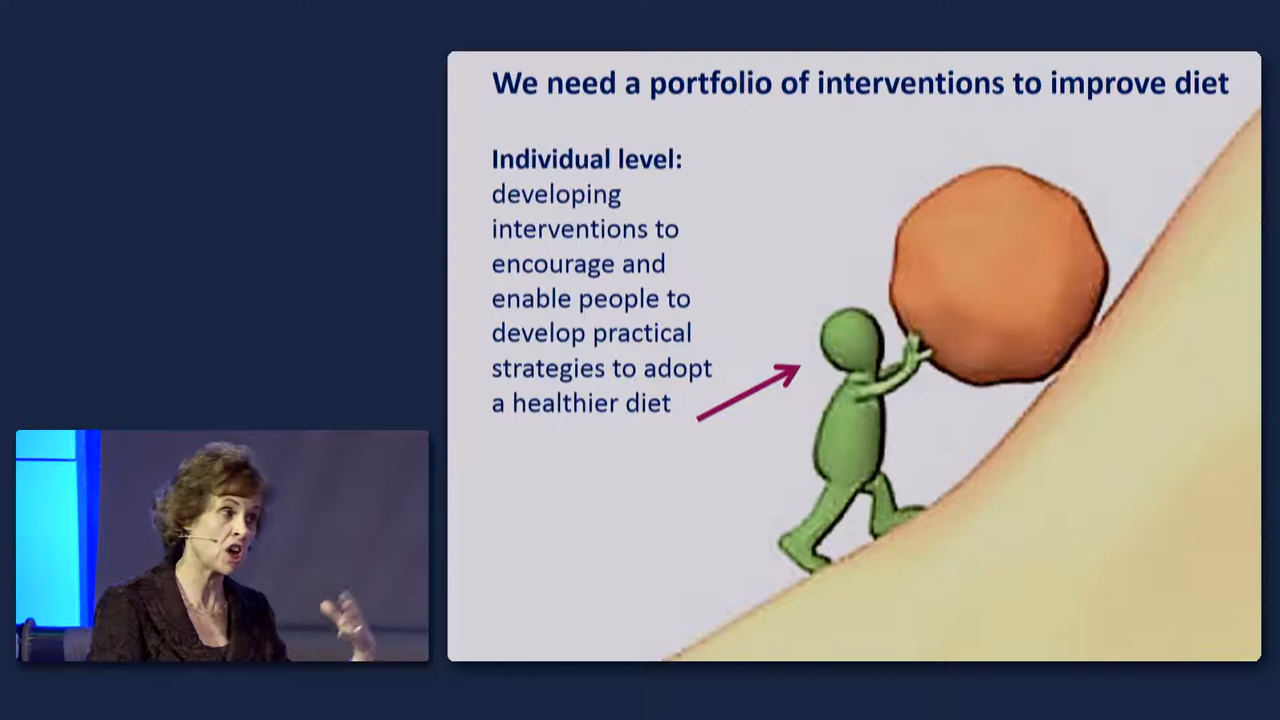 We need a portfolio of interventions to improve diet
Individual level:
developing
interventions to
encourage and
enable people to
develop practical
strategies to adopt
a healthier diet